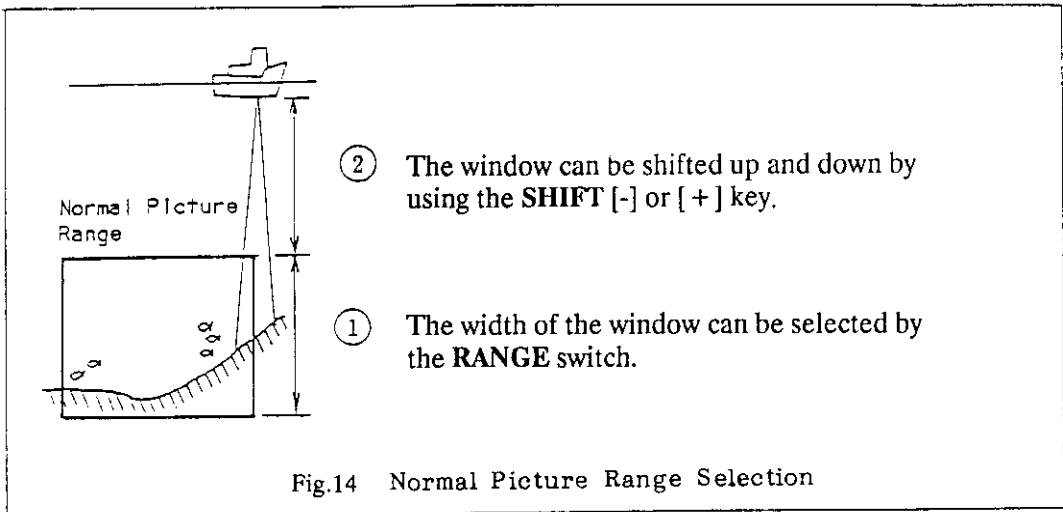 ② The window can be shifted up and down by
using the SHIFT [-] or [+] key.
Normal Picture
Range
① The width of the window can be selected by
the RANGE switch.
Fig.14 Normal Picture Range Selection